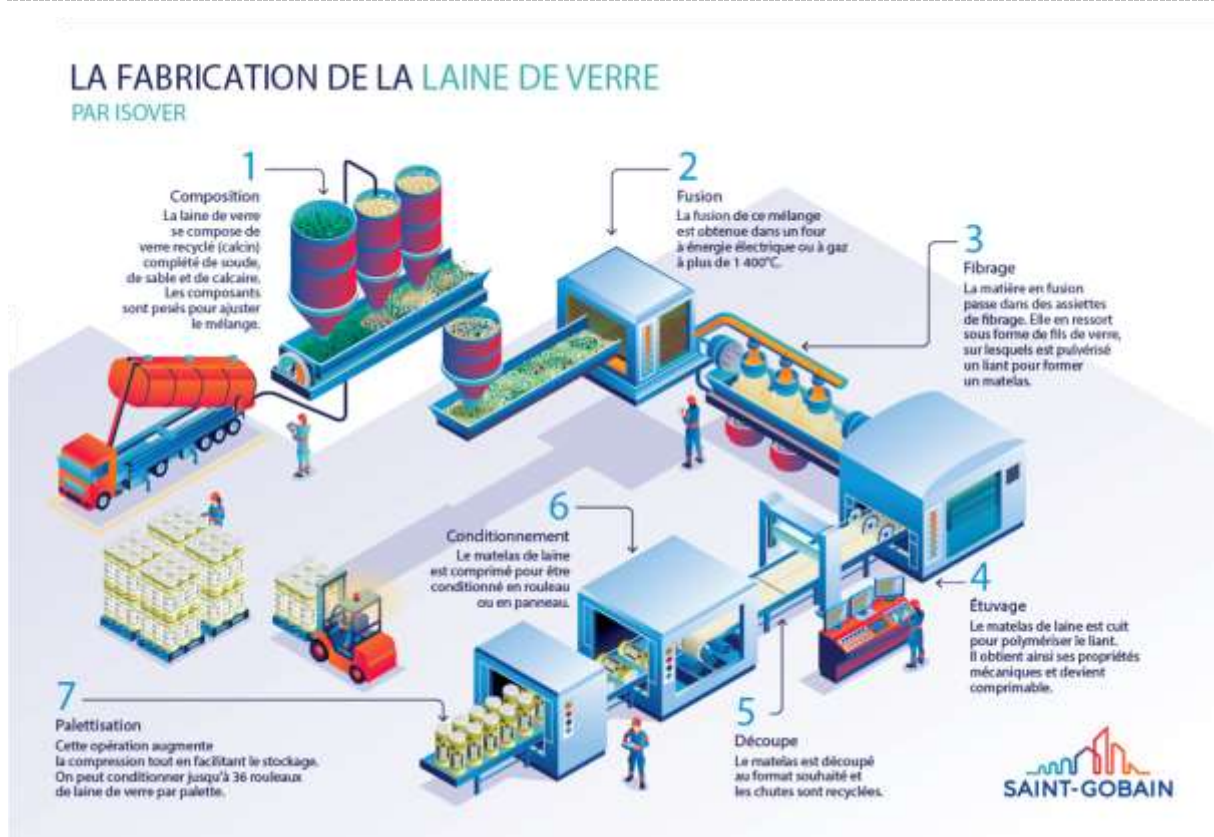 LA FABRICATION DE LA LAINE DE VERRE
PAR ISOVER
1
Composition
La laine de verre
se compose de
verre recyclé (calcin)
complété de soude,
de sable et de calcaire.
Les composants
sont pesés pour ajuster
le mélange.
2
Fusion
La fusion de ce mélange
est obtenue dans un four
à énergie électrique ou à gaz
à plus de 1 400°C.
3
Fibrage
La matière en fusion
passe dans des assiettes
de fibrage. Elle en ressort
sous forme de fils de verre,
sur lesquels est pulvérisé
un liant pour former
un matelas.
4
Étuvage
Le matelas de laine est cuit
pour polymériser le liant.
Il obtient ainsi ses propriétés
mécaniques et devient
comprimable.
5
Découpe
Le matelas est découpé
au format souhaité et
les chutes sont recyclées.
6
Conditionnement
Le matelas de laine
est comprimé pour être
conditionné en rouleau
ou en panneau.
7
Palettisation
Cette opération augmente
la compression tout en facilitant le stockage.
On peut conditionner jusqu'à 36 rouleaux
de laine de verre par palette.
SAINT-GOBAIN